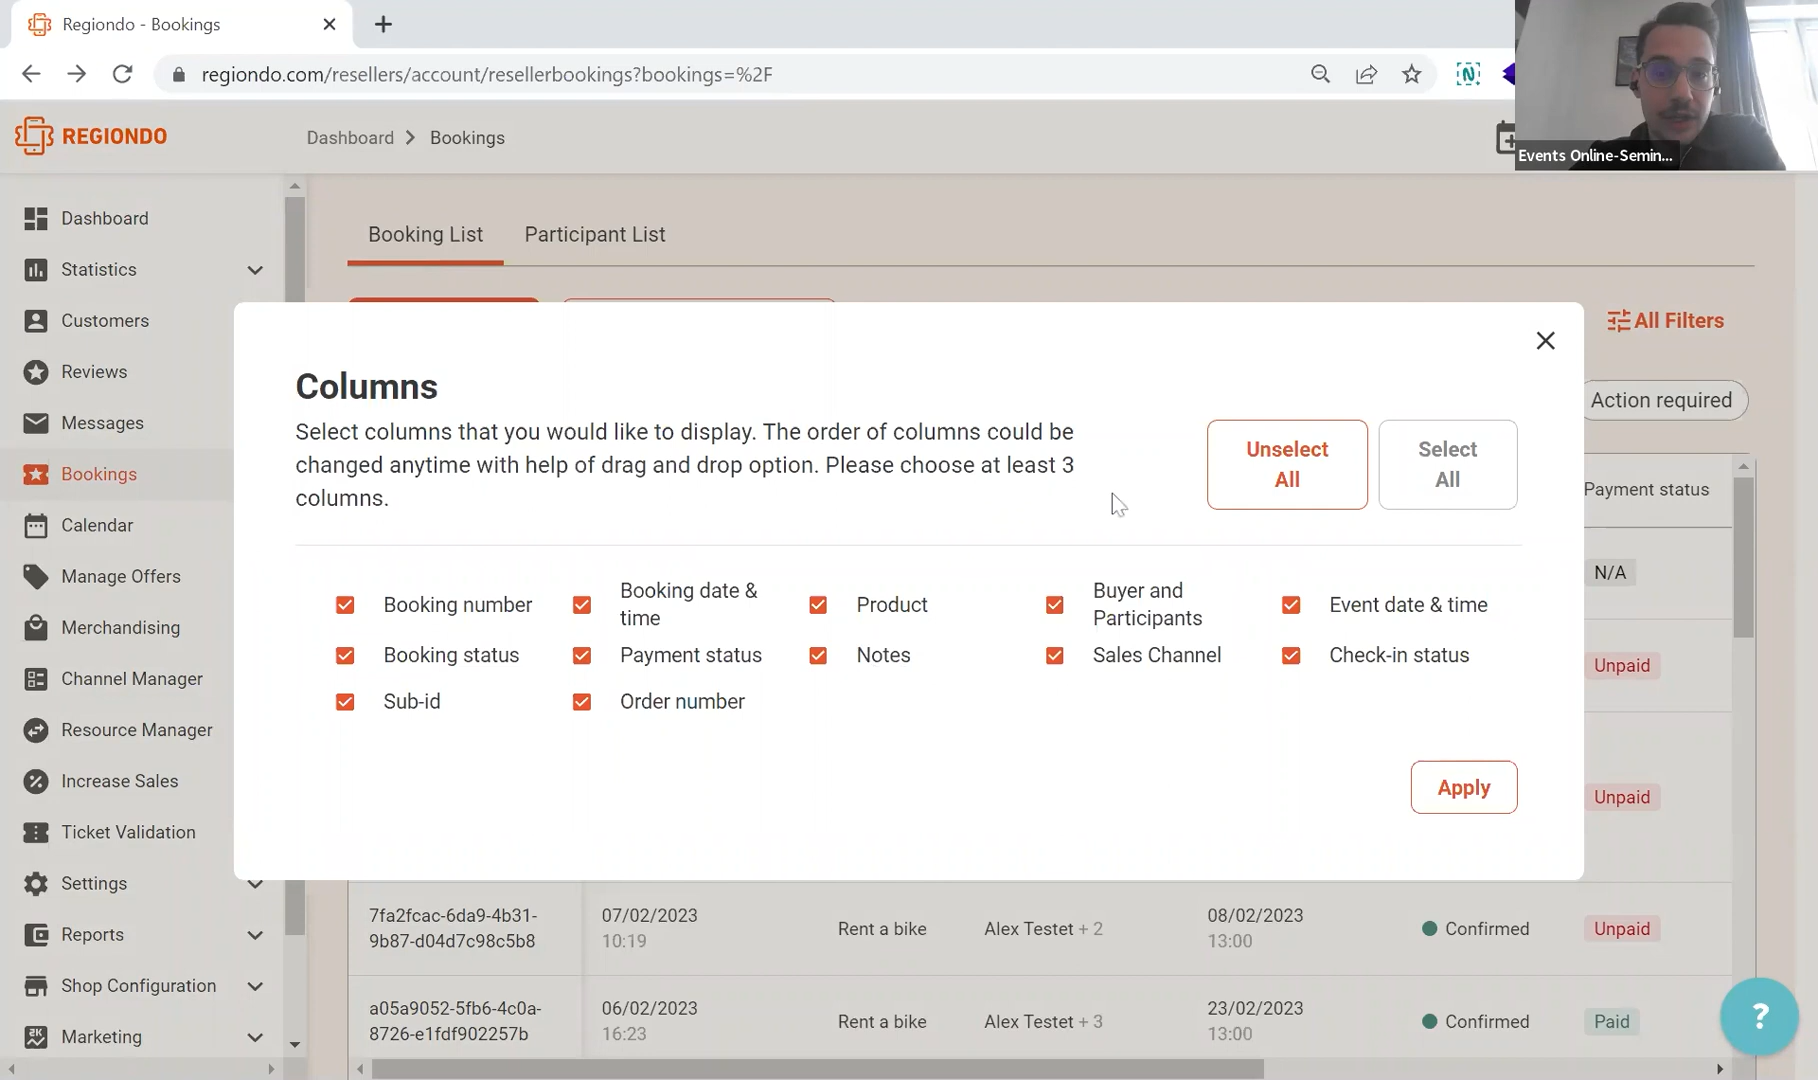 Regiondo - Bookings
regiondo.com/resellers/account/resellerbookings?bookings=%2F
N
Events Online-Semin...
REGIONDO
Dashboard > Bookings
Dashboard
Statistics
Customers
Reviews
Messages
Bookings
Calendar
Manage Offers
Merchandising
Channel Manager
Resource Manager
Increase Sales
Ticket Validation
Settings
Reports
Shop Configuration
Marketing
Booking List
Participant List
All Filters
Action required
Columns
Select columns that you would like to display. The order of columns could be
changed anytime with help of drag and drop option. Please choose at least 3
columns.
Unselect
All
Select
All
Booking number
Booking date &
time
Product
Buyer and
Participants
Event date & time
Booking status
Payment status
Notes
Sales Channel
Check-in status
Sub-id
Order number
Apply
Payment status
N/A
Unpaid
Unpaid
7fa2fcac-6da9-4b31-
9b87-d04d7c98c5b8
07/02/2023
10:19
Rent a bike
Alex Testet + 2
08/02/2023
13:00
Confirmed
Unpaid
a05a9052-5fb6-4c0a-
8726-e1fdf902257b
06/02/2023
16:23
Rent a bike
Alex Testet + 3
23/02/2023
13:00
Confirmed
Paid
?